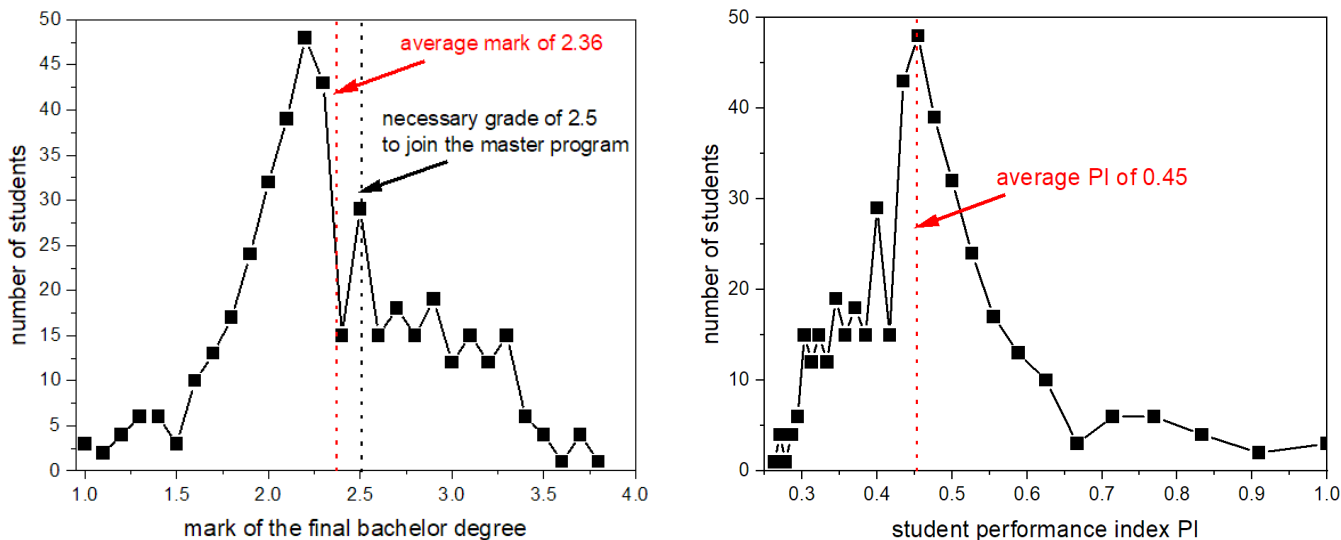 50
45
40
35
30
25
20
15
10
5
0
number of students
average mark of 2.36
necessary grade of 2.5
to join the master program
1.0 1.5 2.0 2.5 3.0 3.5 4.0
mark of the final bachelor degree
50
40
30
20
10
0
number of students
average PI of 0.45
0.3 0.4 0.5 0.6 0.7 0.8 0.9 1.0
student performance index PI